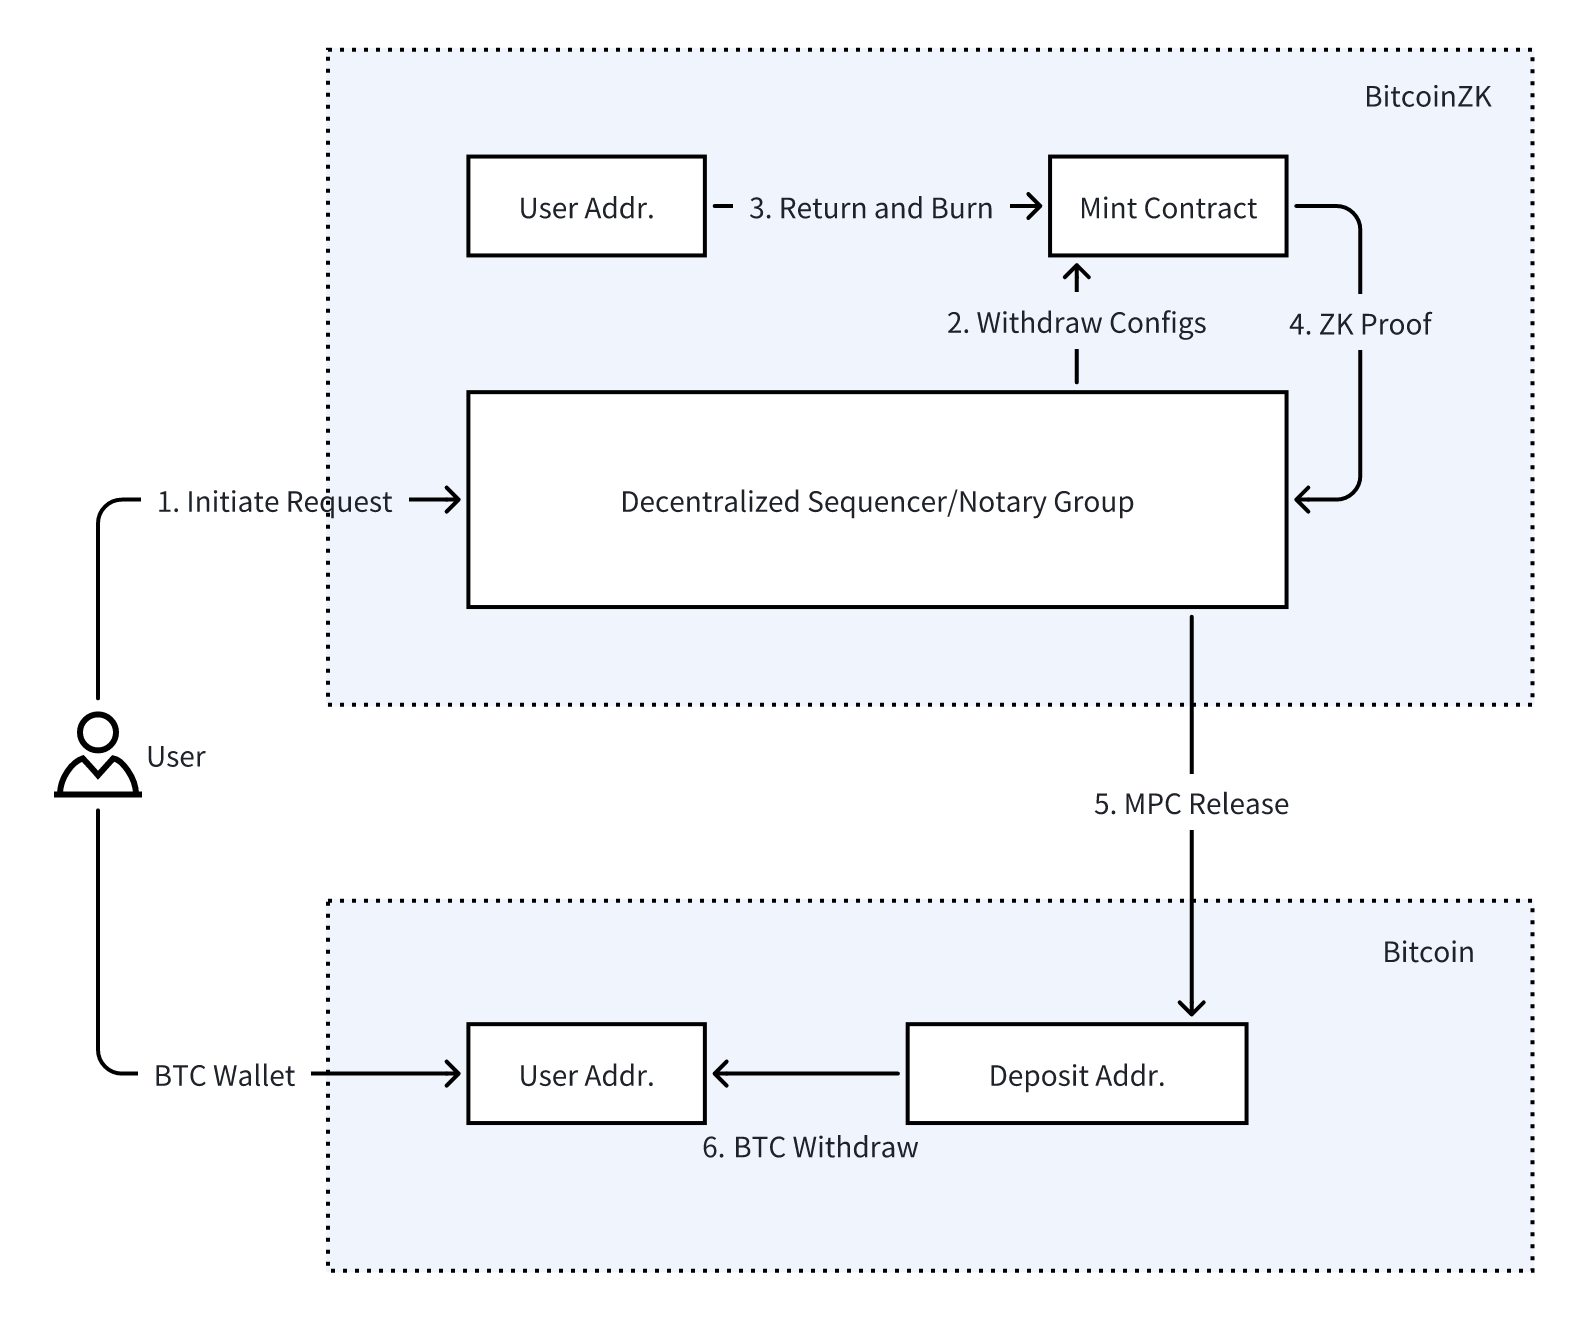 BitcoinZK
User Addr.
3. Return and Burn
Mint Contract
2. Withdraw Configs
4. ZK Proof
1. Initiate Request
Decentralized Sequencer/Notary Group
User
5. MPC Release
Bitcoin
BTC Wallet
User Addr.
Deposit Addr.
6. BTC Withdraw